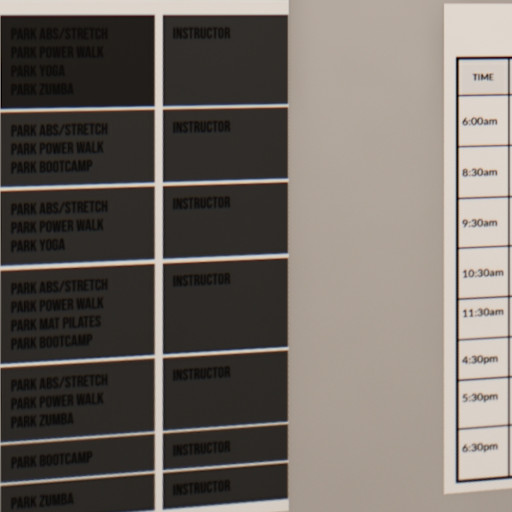 PARK ABS/STRETCH
PARK POWER WALK
PARK YOGA
PARK ZUMBA
INSTRUCTOR
PARK ABS/STRETCH
PARK POWER WALK
PARK BOOTCAMP
INSTRUCTOR
PARK ABS/STRETCH
PARK POWER WALK
PARK YOGA
INSTRUCTOR
PARK ABS/STRETCH
PARK POWER WALK
PARK MAT PILATES
PARK BOOTCAMP
INSTRUCTOR
PARK ABS/STRETCH
PARK POWER WALK
PARK ZUMBA
INSTRUCTOR
PARK BOOTCAMP
INSTRUCTOR
PARK ZUMBA
INSTRUCTOR
TIME
6:00am
8:30am
9:30am
10:30am
11:30am
4:30pm
5:30pm
6:30pm